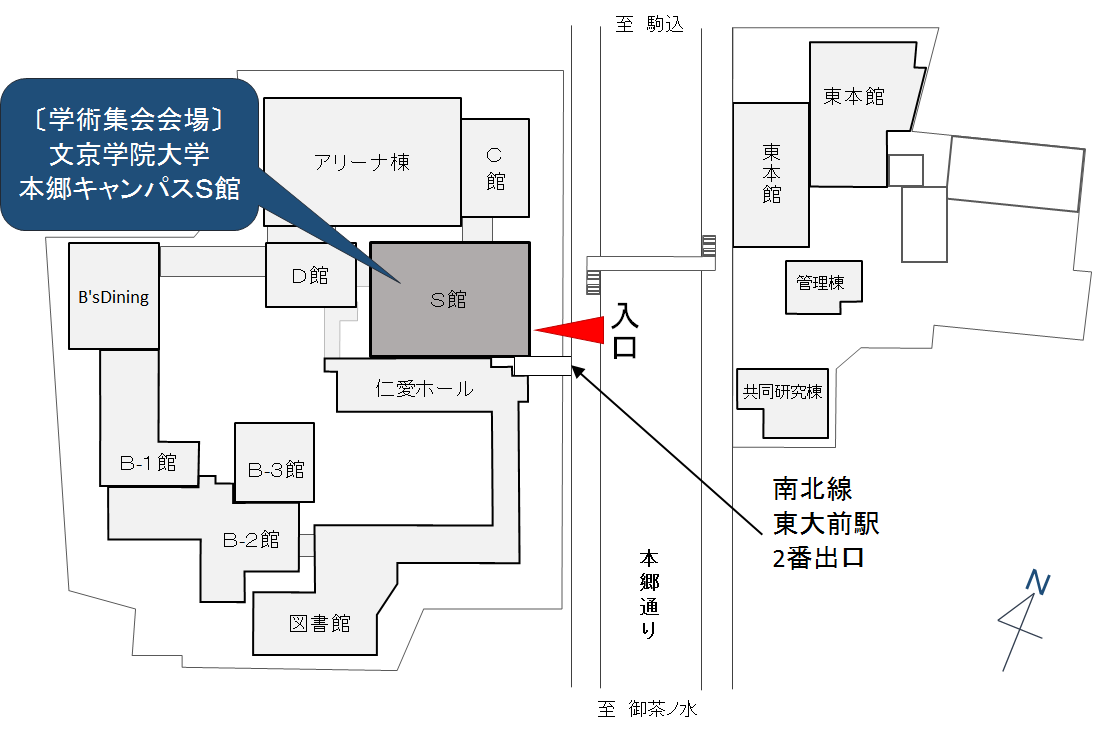 至 駒込
〔学術集会会場〕
文京学院大学
本郷キャンパスS館
アリーナ棟
C
館
東本館
東
本
館
D館
S館
B'sDining
管理棟
入
口
仁愛ホール
共同研究棟
B-1館
B-3館
B-2館
図書館
南北線
東大前駅
2番出口
本
郷
通
り
N
至 御茶ノ水